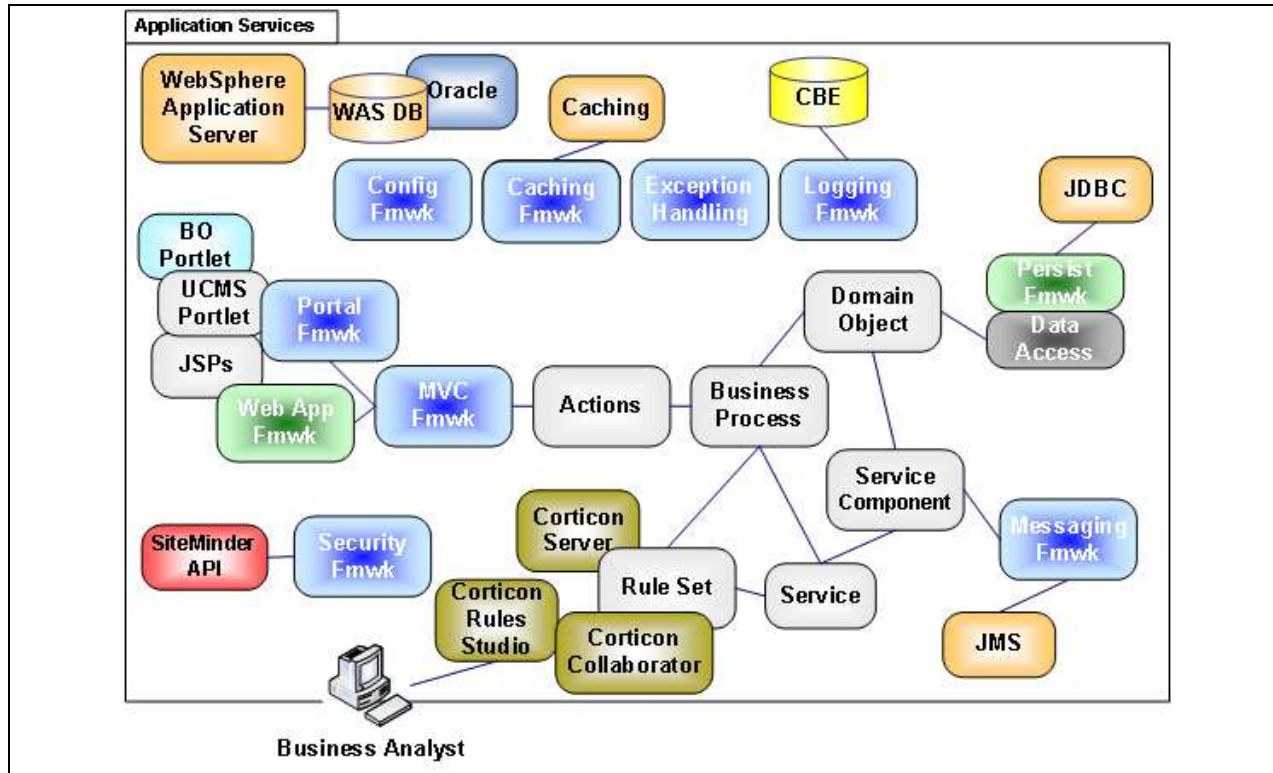 Application Services
WebSphere
Application
Server
WAS DB
Oracle
Caching
CBE
Config
Fmwk
Caching
Fmwk
Exception
Handling
Logging
Fmwk
JDBC
BO
Portlet
UCMS
Portlet
JSPs
Portal
Fmwk
Web App
Fmwk
MVC
Fmwk
Actions
Business
Process
Domain
Object
Persist
Fmwk
Data
Access
Service
Component
SiteMinder
API
Security
Fmwk
Corticon
Server
Rule Set
Service
Messaging
Fmwk
Corticon
Rules
Studio
Corticon
Collaborator
JMS
Business Analyst